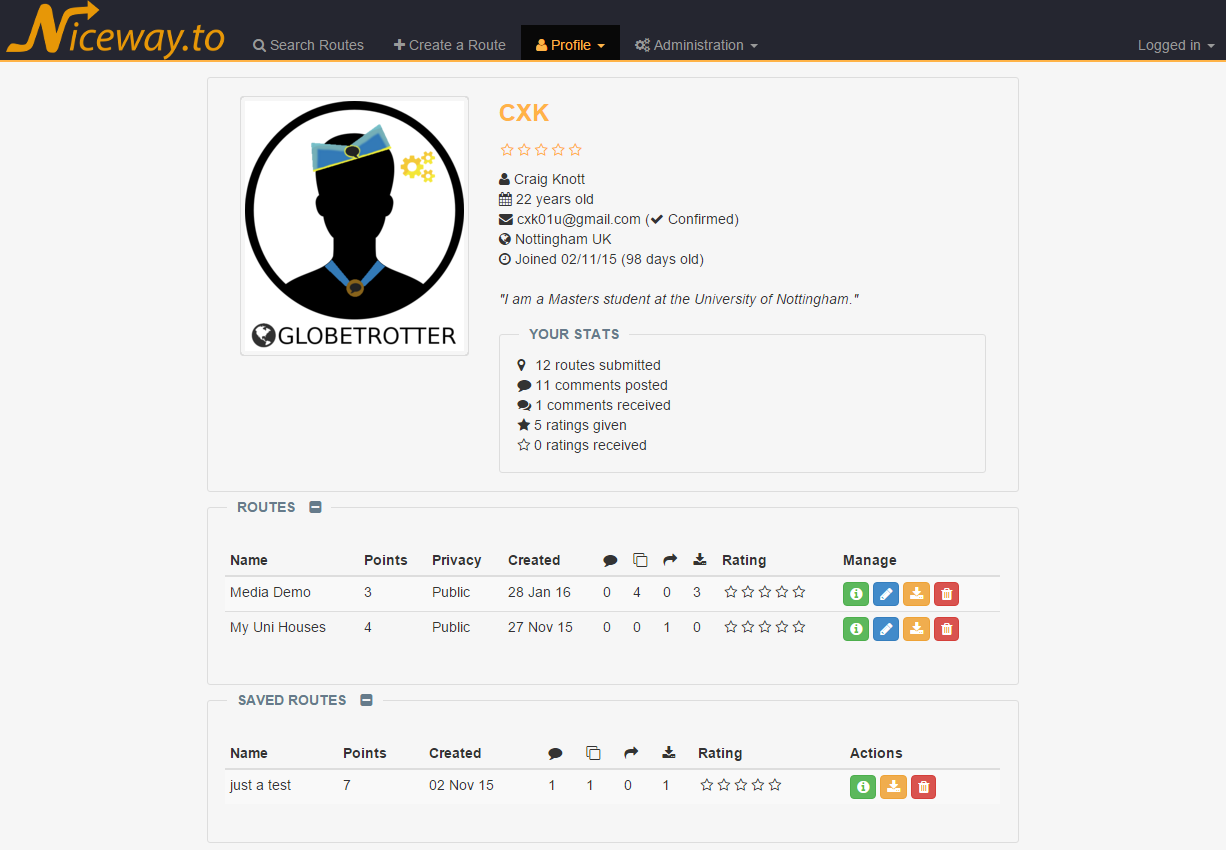 Niceway.to
Search Routes Create a Route Profile Administration Logged in
CXK
Craig Knott
22 years old
cxk01u@gmail.com ( Confirmed)
Nottingham UK
Joined 02/11/15 (98 days old)
"I am a Masters student at the University of Nottingham."
GLOBETROTTER
YOUR STATS
12 routes submitted
11 comments posted
1 comments received
5 ratings given
0 ratings received
ROUTES
Name Points Privacy Created Rating Manage
Media Demo 3 Public 28 Jan 16 0 4 0 3
My Uni Houses 4 Public 27 Nov 15 0 0 1 0
SAVED ROUTES
Name Points Created Rating Actions
just a test 7 02 Nov 15 1 1 0 1